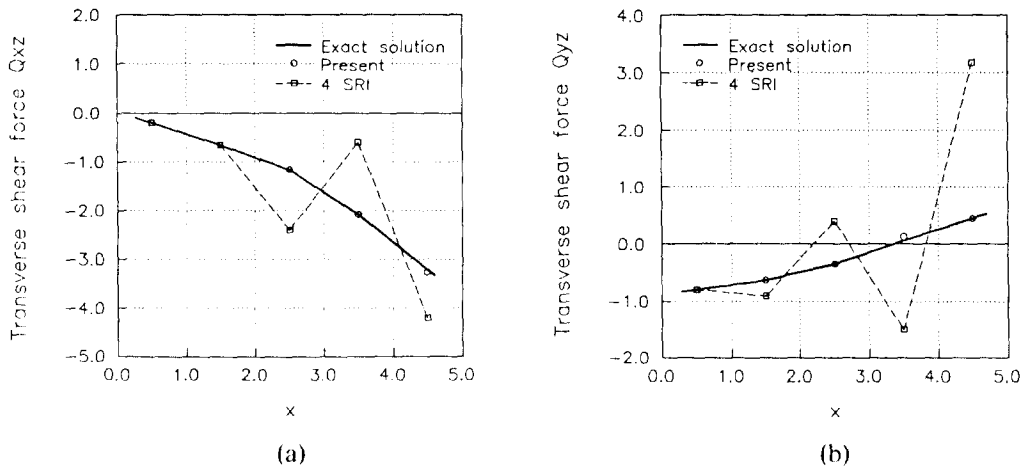 Transverse shear force Qxz
2.0
1.0
0.0
-1.0
-2.0
-3.0
-4.0
-5.0
Exact solution
Present
4 SRI
0.0 1.0 2.0 3.0 4.0 5.0
x
(a)
Transverse shear force Qyz
4.0
3.0
2.0
1.0
0.0
-1.0
-2.0
Exact solution
Present
4 SRI
0.0 1.0 2.0 3.0 4.0 5.0
x
(b)